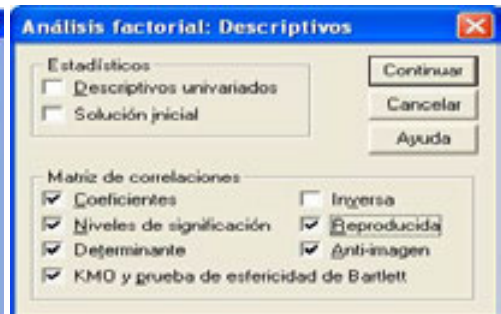 Análisis factorial: Descriptivos
Estadísticos
Descriptivos univariados
Solución inicial
Continuar
Cancelar
Ayuda
Matriz de correlaciones
Coeficientes
Inversa
Niveles de significación
Reproducida
Determinante
Anti-imagen
KMO y prueba de esfericidad de Bartlett